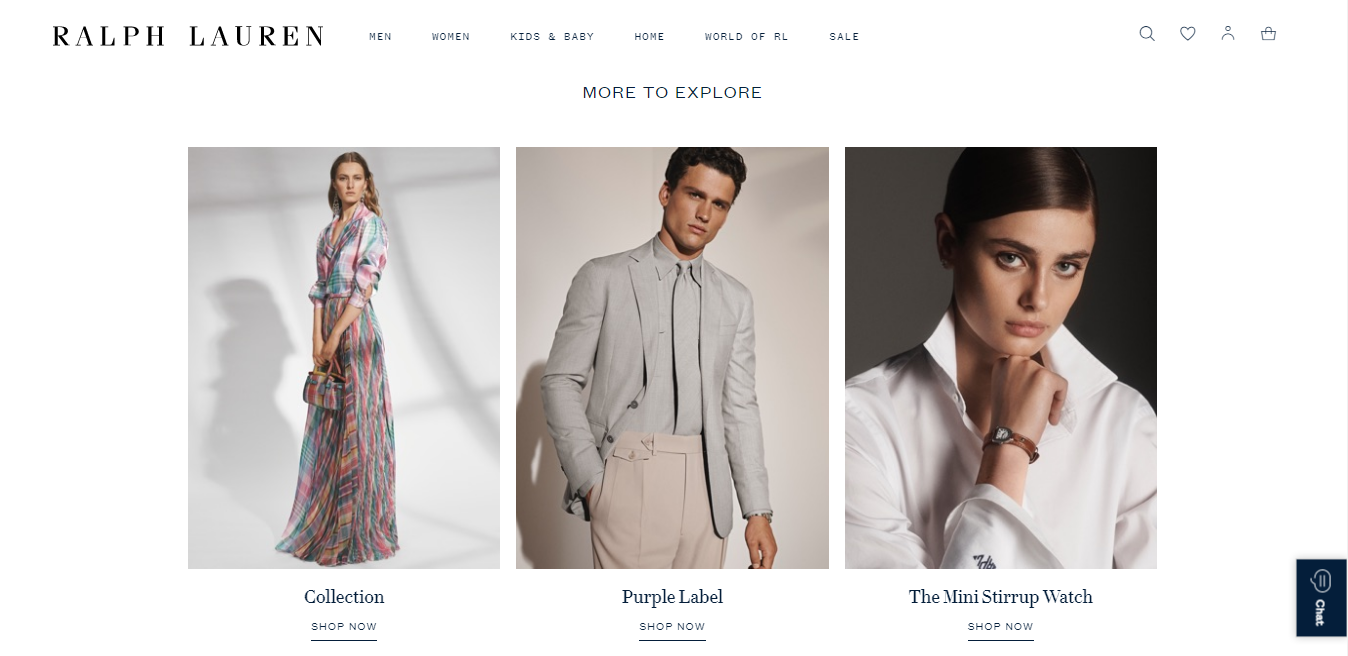 RALPH LAUREN MEN WOMEN KIDS & BABY HOME WORLD OF RL SALE
MORE TO EXPLORE
Collection Purple Label The Mini Stirrup Watch
SHOP NOW SHOP NOW SHOP NOW
Chat